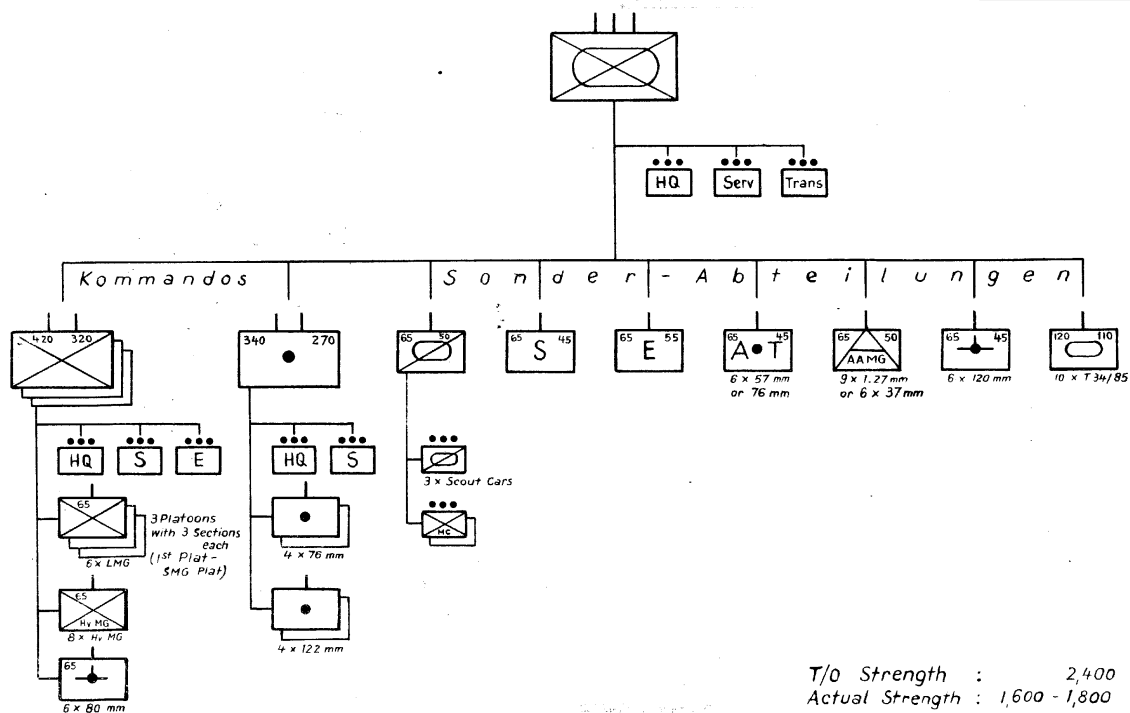 HQ Serv Trans
Kommandos Sonder-Abteilungen
420 320
340 270
65 50
65 S 45
65 E 55
65 A T 45
6 x 57 mm
or 76 mm
65 50
AAMG
9 x 1.27 mm
or 6 x 37 mm
65 45
6 x 120 mm
120 110
10 x T 34/85
HQ S E
HQ S
3 x Scout Cars
MC
65
6 x LMG
3 Platoons
with 3 Sections
each
(1st Plat -
SMG Plat)
4 x 76 mm
65
Hv MG
8 x Hv MG
4 x 122 mm
65
6 x 80 mm
T/O Strength : 2,400
Actual Strength : 1,600 - 1,800